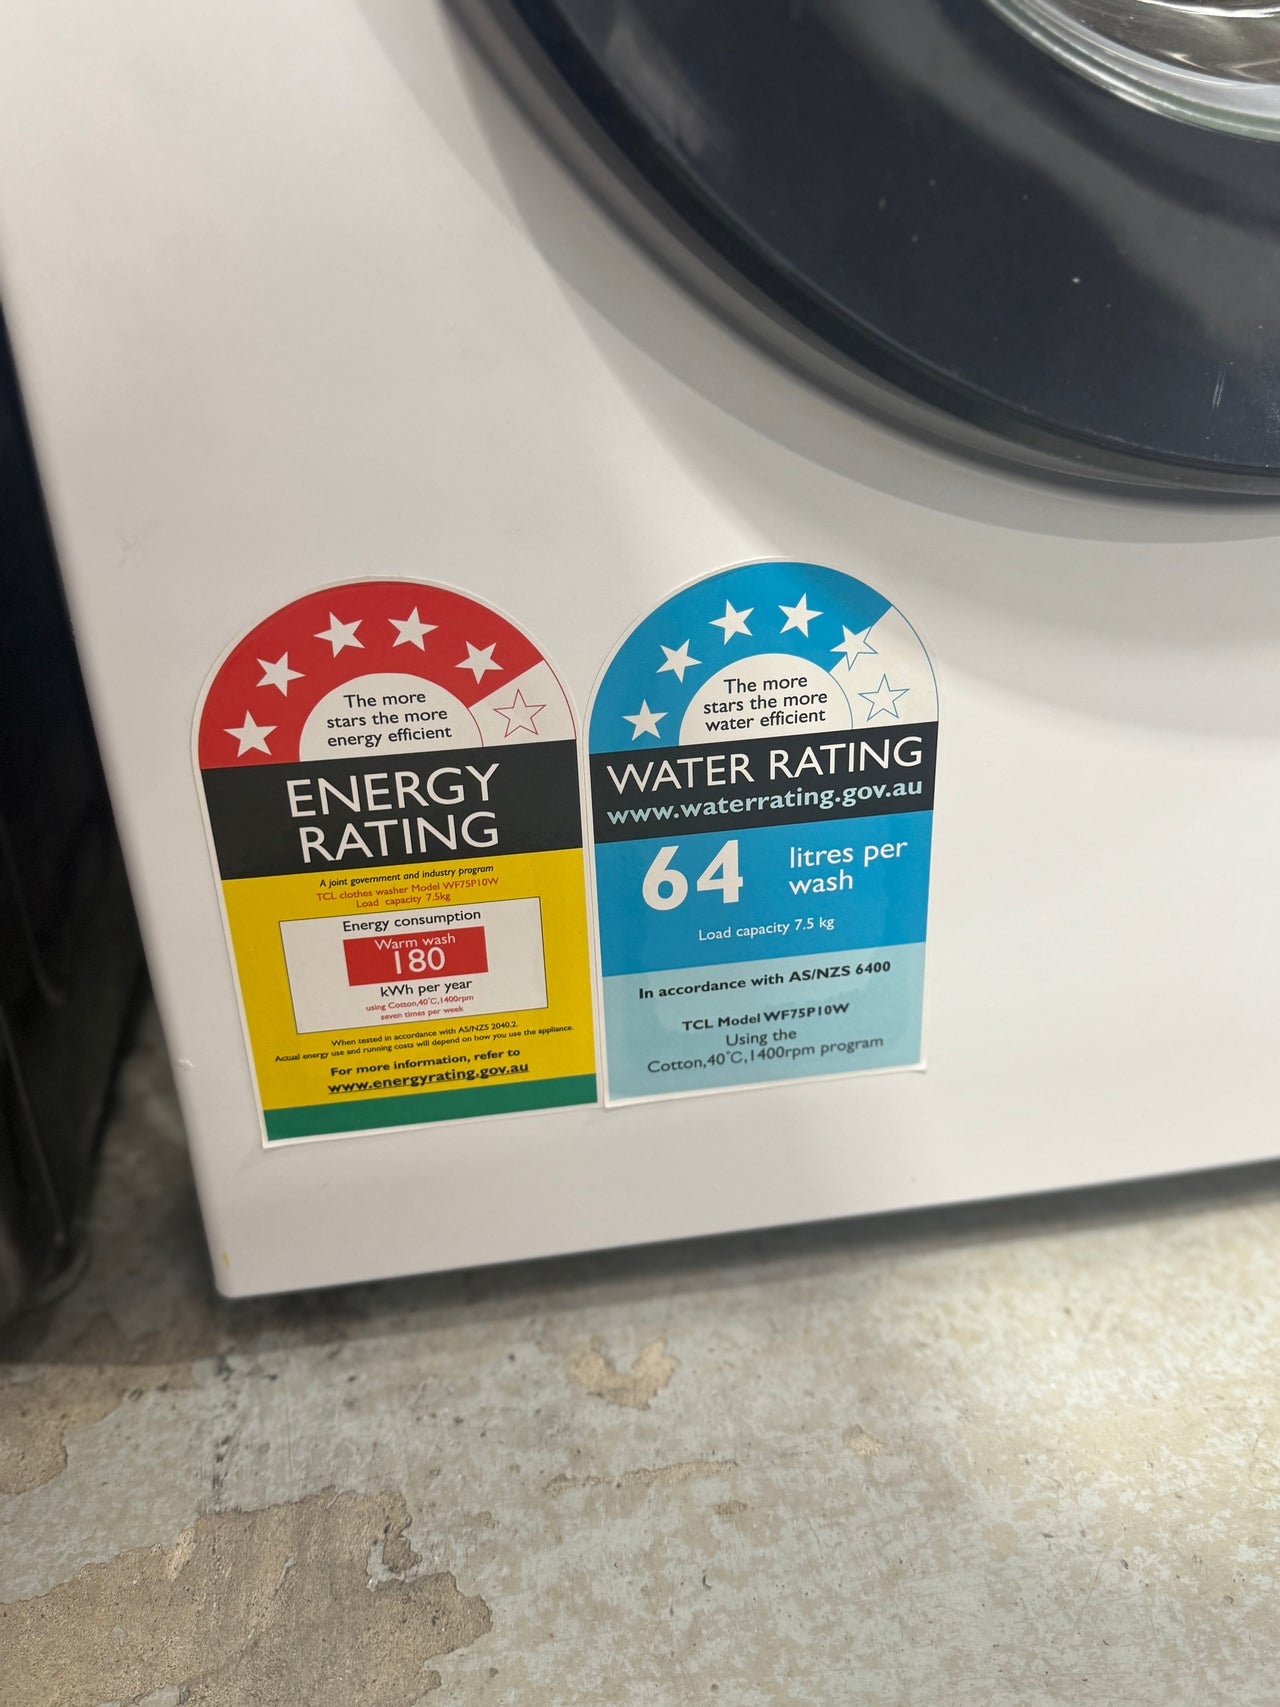 The more
stars the more
energy efficient
ENERGY
RATING
A joint government and industry program
TCL clothes washer Model WF75P10W
Load capacity 7.5kg
Energy consumption
Warm wash
180
kWh per year
using Cotton,40°C,1400rpm
seven times per week
When tested in accordance with AS/NZS 2040.2.
Actual energy use and running costs will depend on how you use the appliance.
For more information, refer to
www.energyrating.gov.au
The more
stars the more
water efficient
WATER RATING
www.waterrating.gov.au
64 litres per
wash
Load capacity 7.5 kg
In accordance with AS/NZS 6400
TCL Model WF75P10W
Using the
Cotton,40°C,1400rpm program